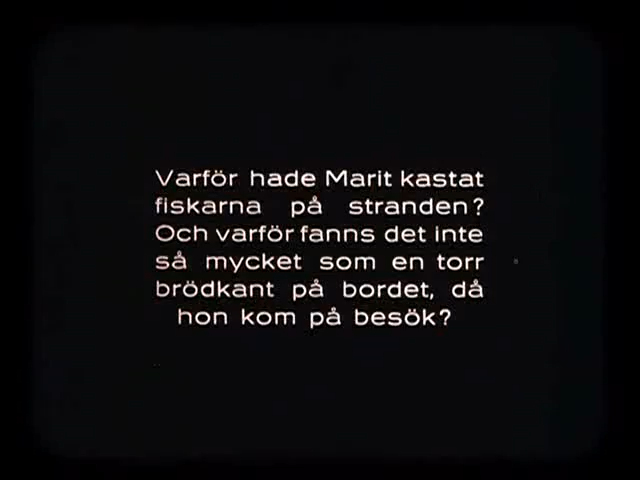 Varför hade Marit kastat
fiskarna på stranden?
Och varför fanns det inte
så mycket som en torr
brödkant på bordet, då
hon kom på besök?